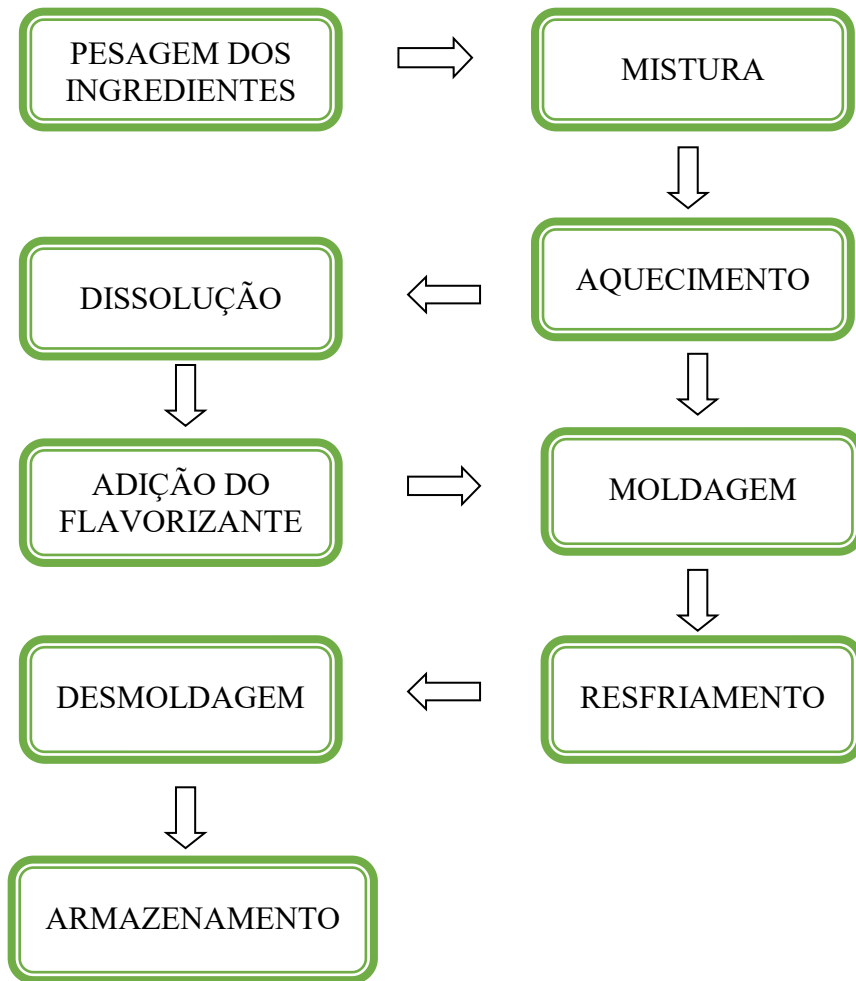 PESAGEM DOS
INGREDIENTES
MISTURA
AQUECIMENTO
DISSOLUÇÃO
ADIÇÃO DO
FLAVORIZANTE
MOLDAGEM
RESFRIAMENTO
DESMOLDAGEM
ARMAZENAMENTO